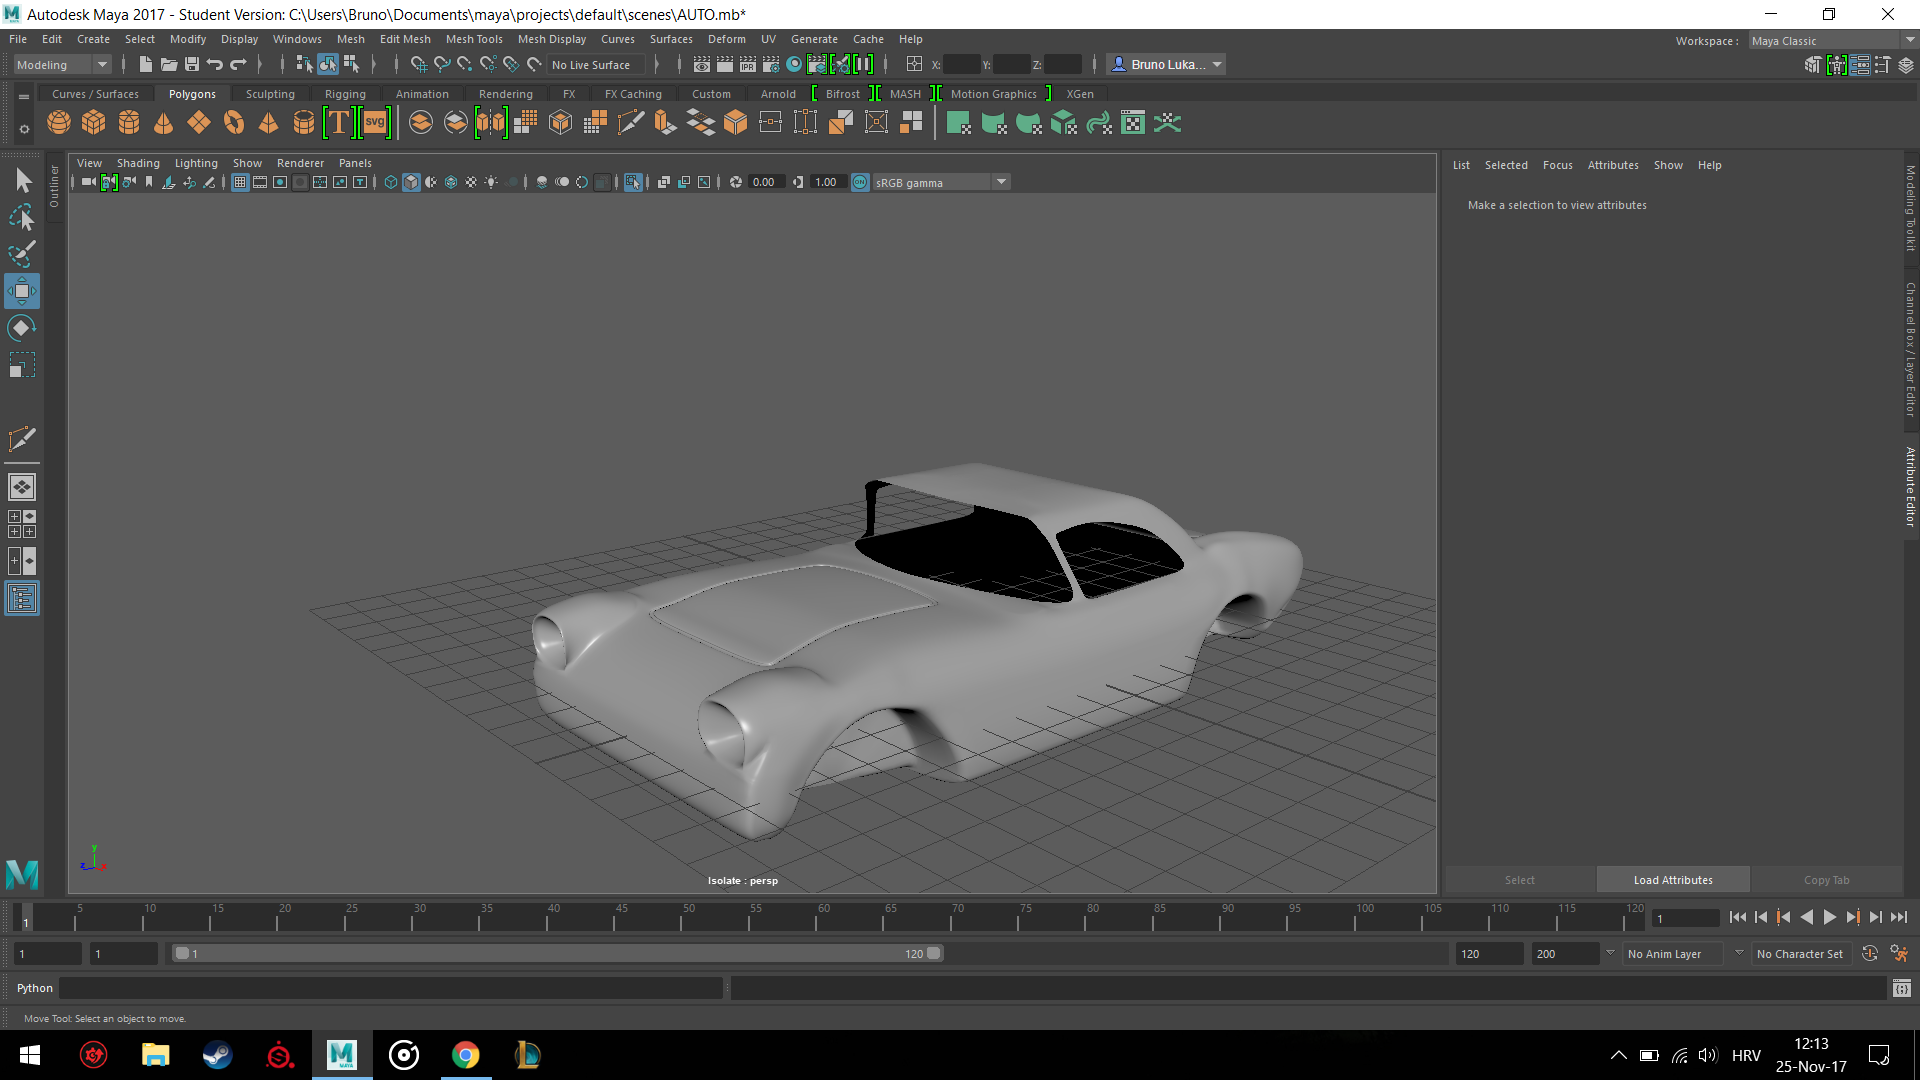 Autodesk Maya 2017 - Student Version: C:\Users\Bruno\Documents\maya\projects\default\scenes\AUTO.mb*
File Edit Create Select Modify Display Windows Mesh Edit Mesh Mesh Tools Mesh Display Curves Surfaces Deform UV Generate Cache Help
Workspace : Maya Classic
Modeling No Live Surface X: Y: Z: Bruno Luka...
Curves / Surfaces Polygons Sculpting Rigging Animation Rendering FX FX Caching Custom Arnold Bifrost MASH Motion Graphics XGen
T SVG
Outliner
View Shading Lighting Show Renderer Panels
IPR 0.00 1.00 ON sRGB gamma
List Selected Focus Attributes Show Help
Make a selection to view attributes
Modeling Toolkit
Channel Box / Layer Editor
Attribute Editor
y
z x
Isolate : persp
Select Load Attributes Copy Tab
1 5 10 15 20 25 30 35 40 45 50 55 60 65 70 75 80 85 90 95 100 105 110 115 120 1
1 1 1 120 120 200 No Anim Layer No Character Set
Python
Move Tool: Select an object to move.
MAYA HRV
12:13
25-Nov-17